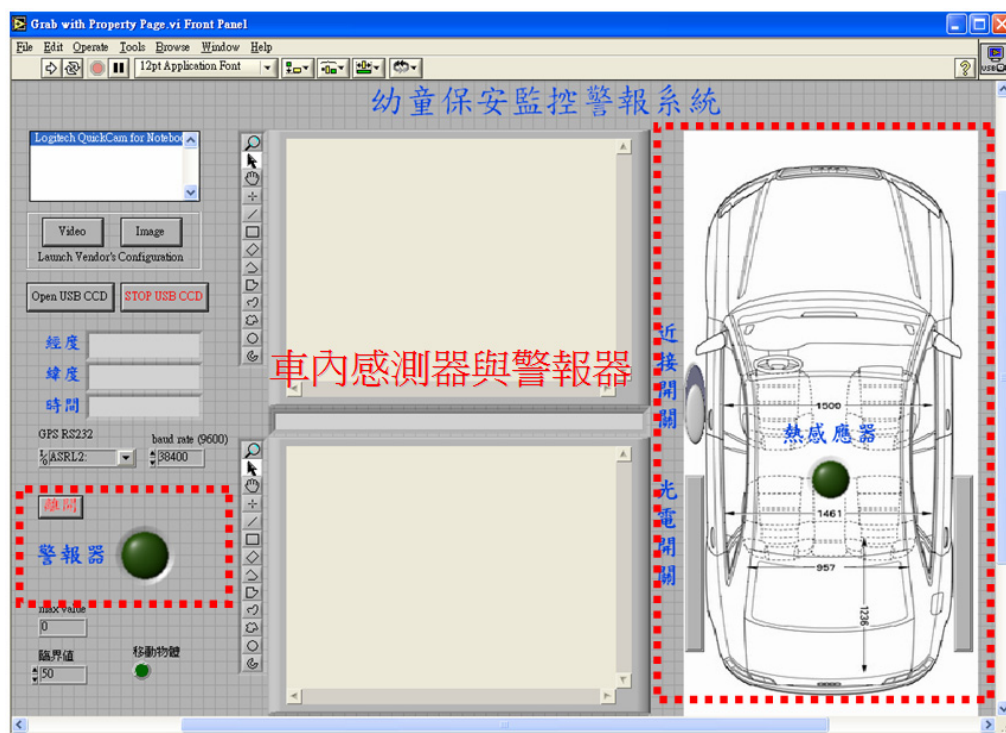 Grab with Property Page.vi Front Panel
File Edit Operate Tools Browse Window Help
12pt Application Font
?
USB
幼童保安監控警報系統
Logitech QuickCam for Noteboo
Video
Image
Launch Vendor's Configuration
Open USB CCD
STOP USB CCD
經度
緯度
時間
GPS RS232
baud rate (9600)
ASRL2:
38400
離開
警報器
max value
0
臨界值
50
移動物體
車內感測器與警報器
近接開關
光電開關
1500
熱感應器
1461
957
1236